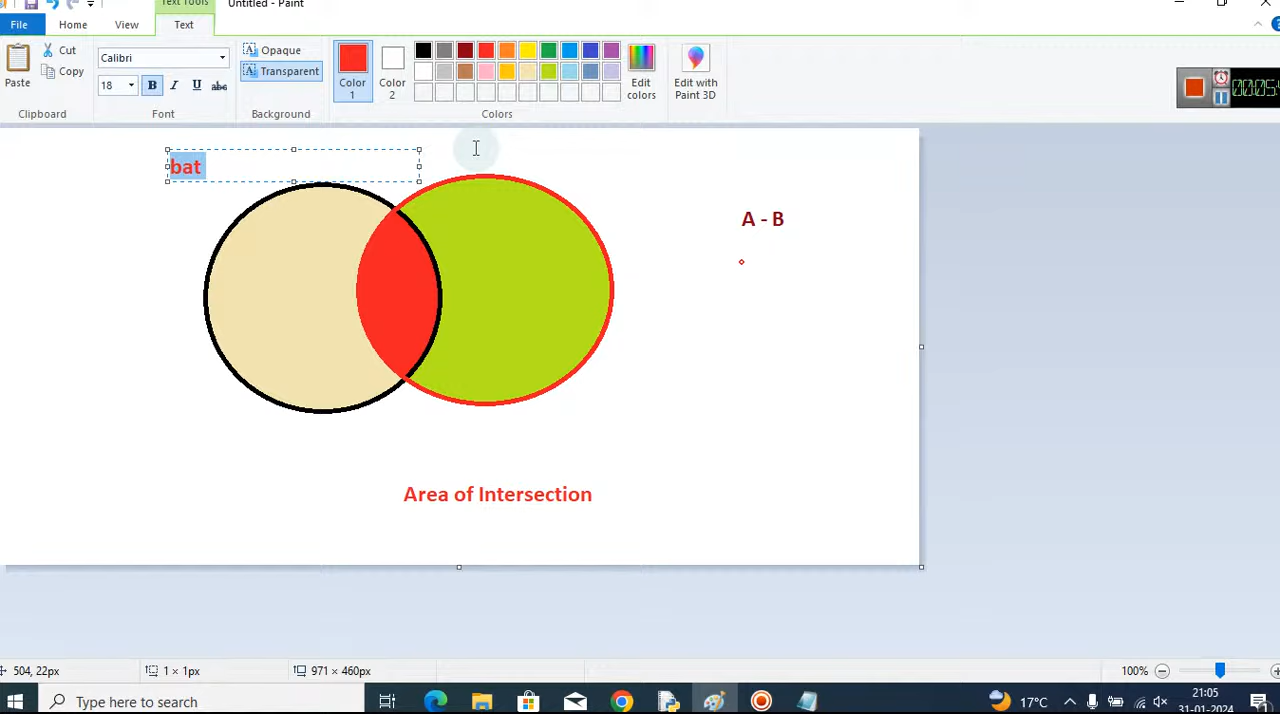 Text Tools
Untitled - Paint
File
Home
View
Text
Paste
Cut
Copy
Clipboard
Calibri
18
B
I
U
abc
Font
Opaque
Transparent
Background
Color 1
Color 2
Edit colors
Edit with Paint 3D
Colors
bat
A - B
Area of Intersection
504, 22px
1 × 1px
971 × 460px
100%
Type here to search
17°C
21:05
31-01-2024